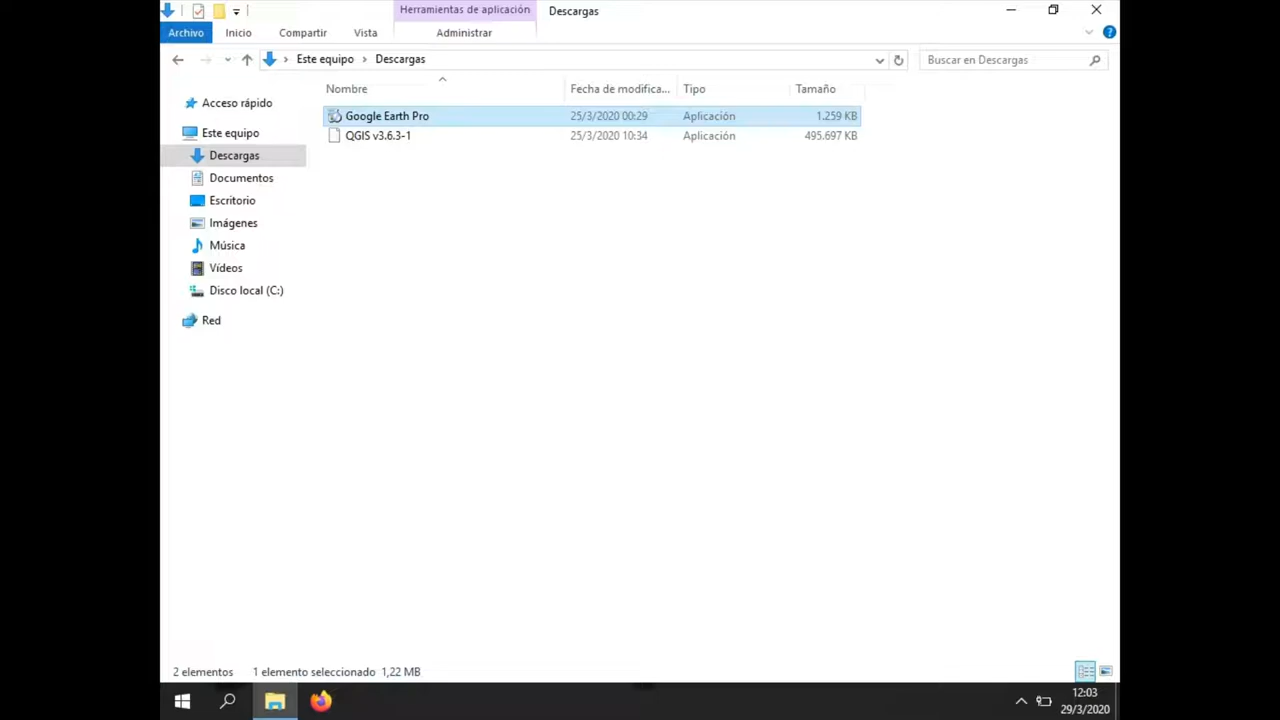 Herramientas de aplicación
Descargas
Archivo
Inicio
Compartir
Vista
Administrar
Este equipo
Descargas
Buscar en Descargas
Nombre
Fecha de modifica...
Tipo
Tamaño
Acceso rápido
Google Earth Pro
25/3/2020 00:29
Aplicación
1.259 KB
QGIS v3.6.3-1
25/3/2020 10:34
Aplicación
495.697 KB
Este equipo
Descargas
Documentos
Escritorio
Imágenes
Música
Vídeos
Disco local (C:)
Red
2 elementos
1 elemento seleccionado 1,22 MB
12:03
29/3/2020